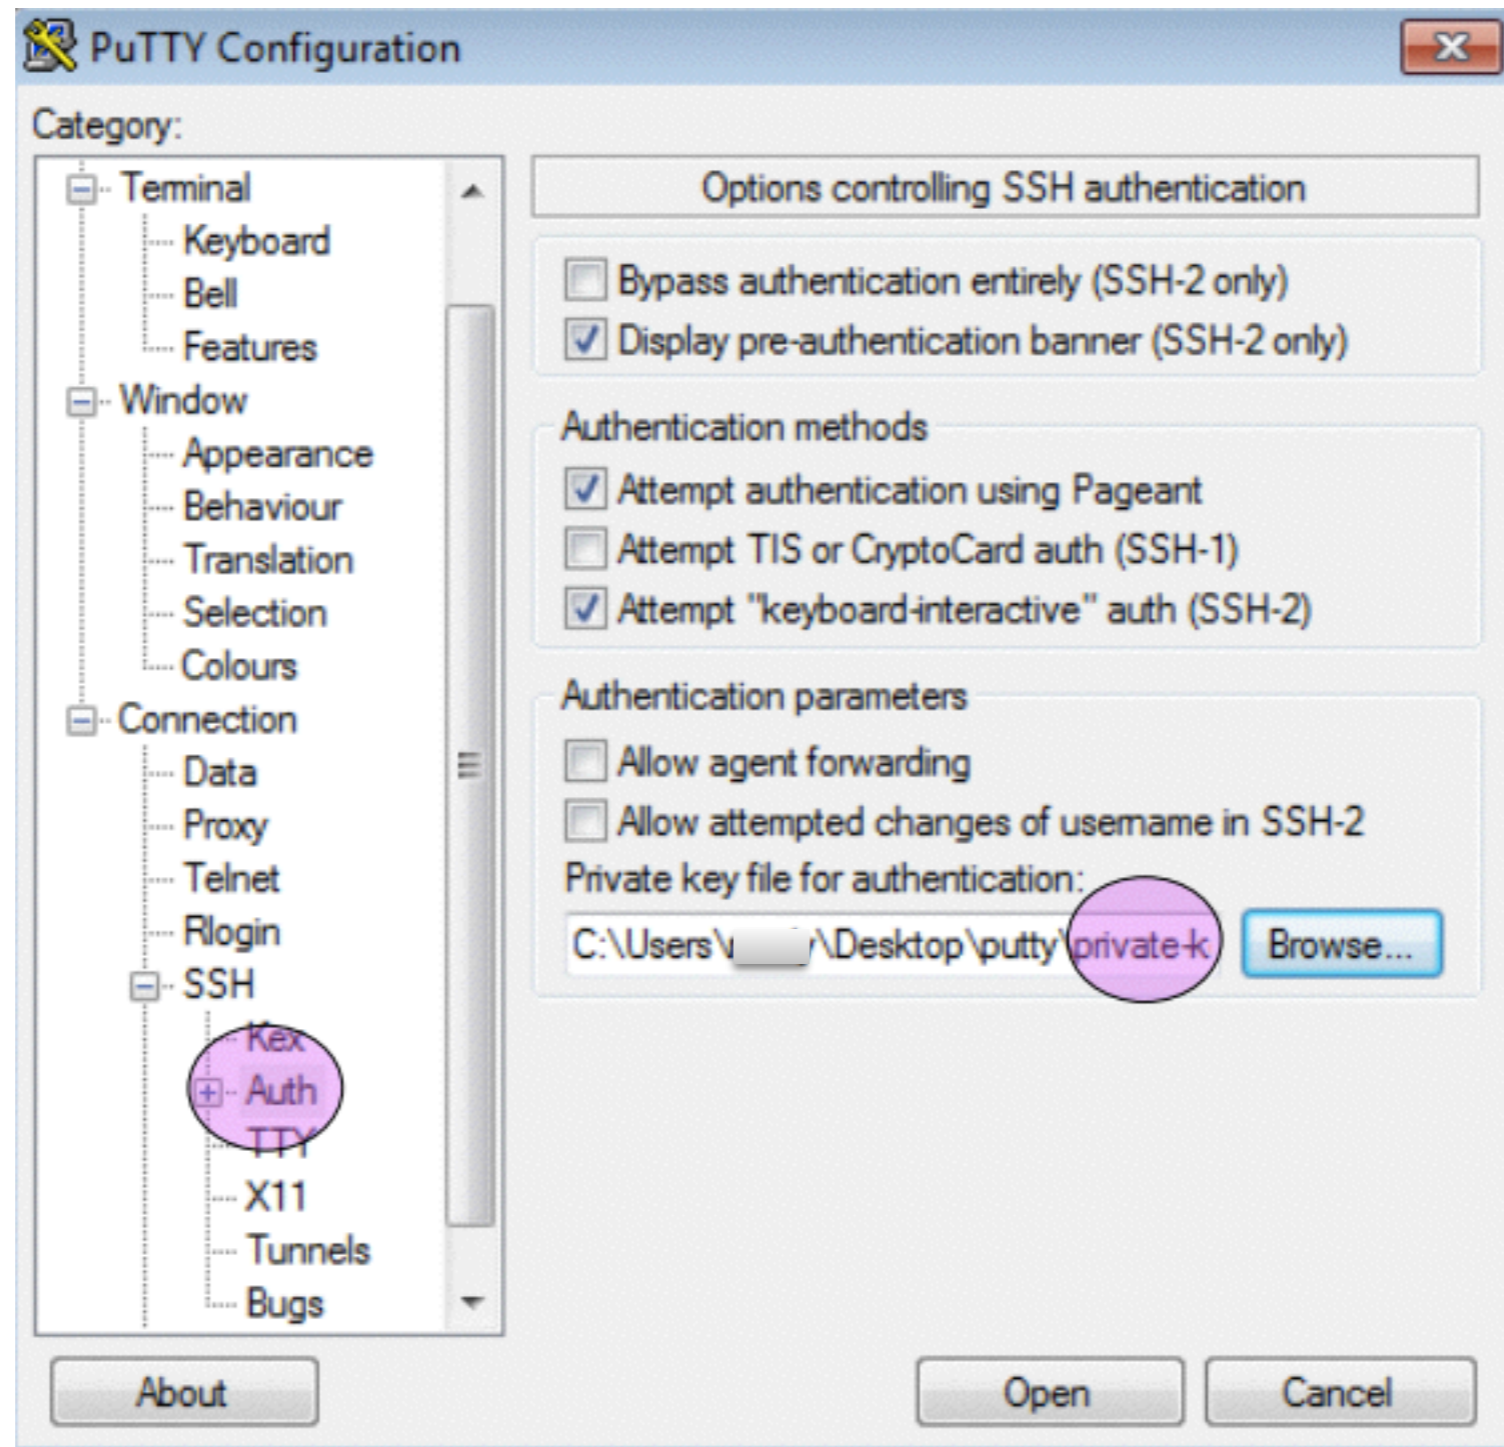 PuTTY Configuration
Category:
Terminal
Keyboard
Bell
Features
Window
Appearance
Behaviour
Translation
Selection
Colours
Connection
Data
Proxy
Telnet
Rlogin
SSH
Kex
Auth
TTY
X11
Tunnels
Bugs
Options controlling SSH authentication
Bypass authentication entirely (SSH-2 only)
Display pre-authentication banner (SSH-2 only)
Authentication methods
Attempt authentication using Pageant
Attempt TIS or CryptoCard auth (SSH-1)
Attempt "keyboard-interactive" auth (SSH-2)
Authentication parameters
Allow agent forwarding
Allow attempted changes of username in SSH-2
Private key file for authentication:
C:\Users\ \Desktop\putty\private-k
Browse...
About
Open
Cancel